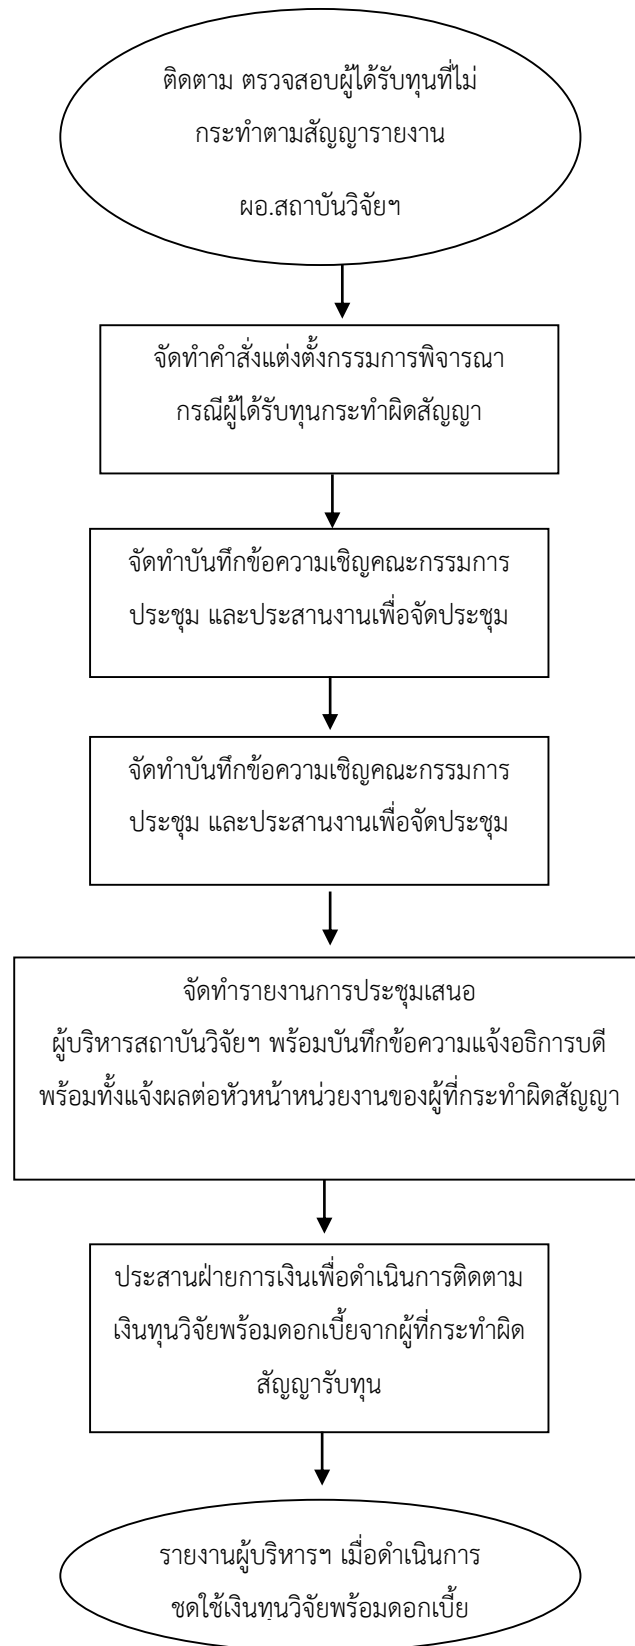 ติดตาม ตรวจสอบผู้ได้รับทุนที่ไม่
กระทำตามสัญญารายงาน
ผอ.สถาบันวิจัยฯ
จัดทำคำสั่งแต่งตั้งกรรมการพิจารณา
กรณีผู้ได้รับทุนกระทำผิดสัญญา
จัดทำบันทึกข้อความเชิญคณะกรรมการ
ประชุม และประสานงานเพื่อจัดประชุม
จัดทำบันทึกข้อความเชิญคณะกรรมการ
ประชุม และประสานงานเพื่อจัดประชุม
จัดทำรายงานการประชุมเสนอ
ผู้บริหารสถาบันวิจัยฯ พร้อมบันทึกข้อความแจ้งอธิการบดี
พร้อมทั้งแจ้งผลต่อหัวหน้าหน่วยงานของผู้ที่กระทำผิดสัญญา
ประสานฝ่ายการเงินเพื่อดำเนินการติดตาม
เงินทุนวิจัยพร้อมดอกเบี้ยจากผู้ที่กระทำผิด
สัญญารับทุน
รายงานผู้บริหารฯ เมื่อดำเนินการ
ชดใช้เงินทุนวิจัยพร้อมดอกเบี้ย